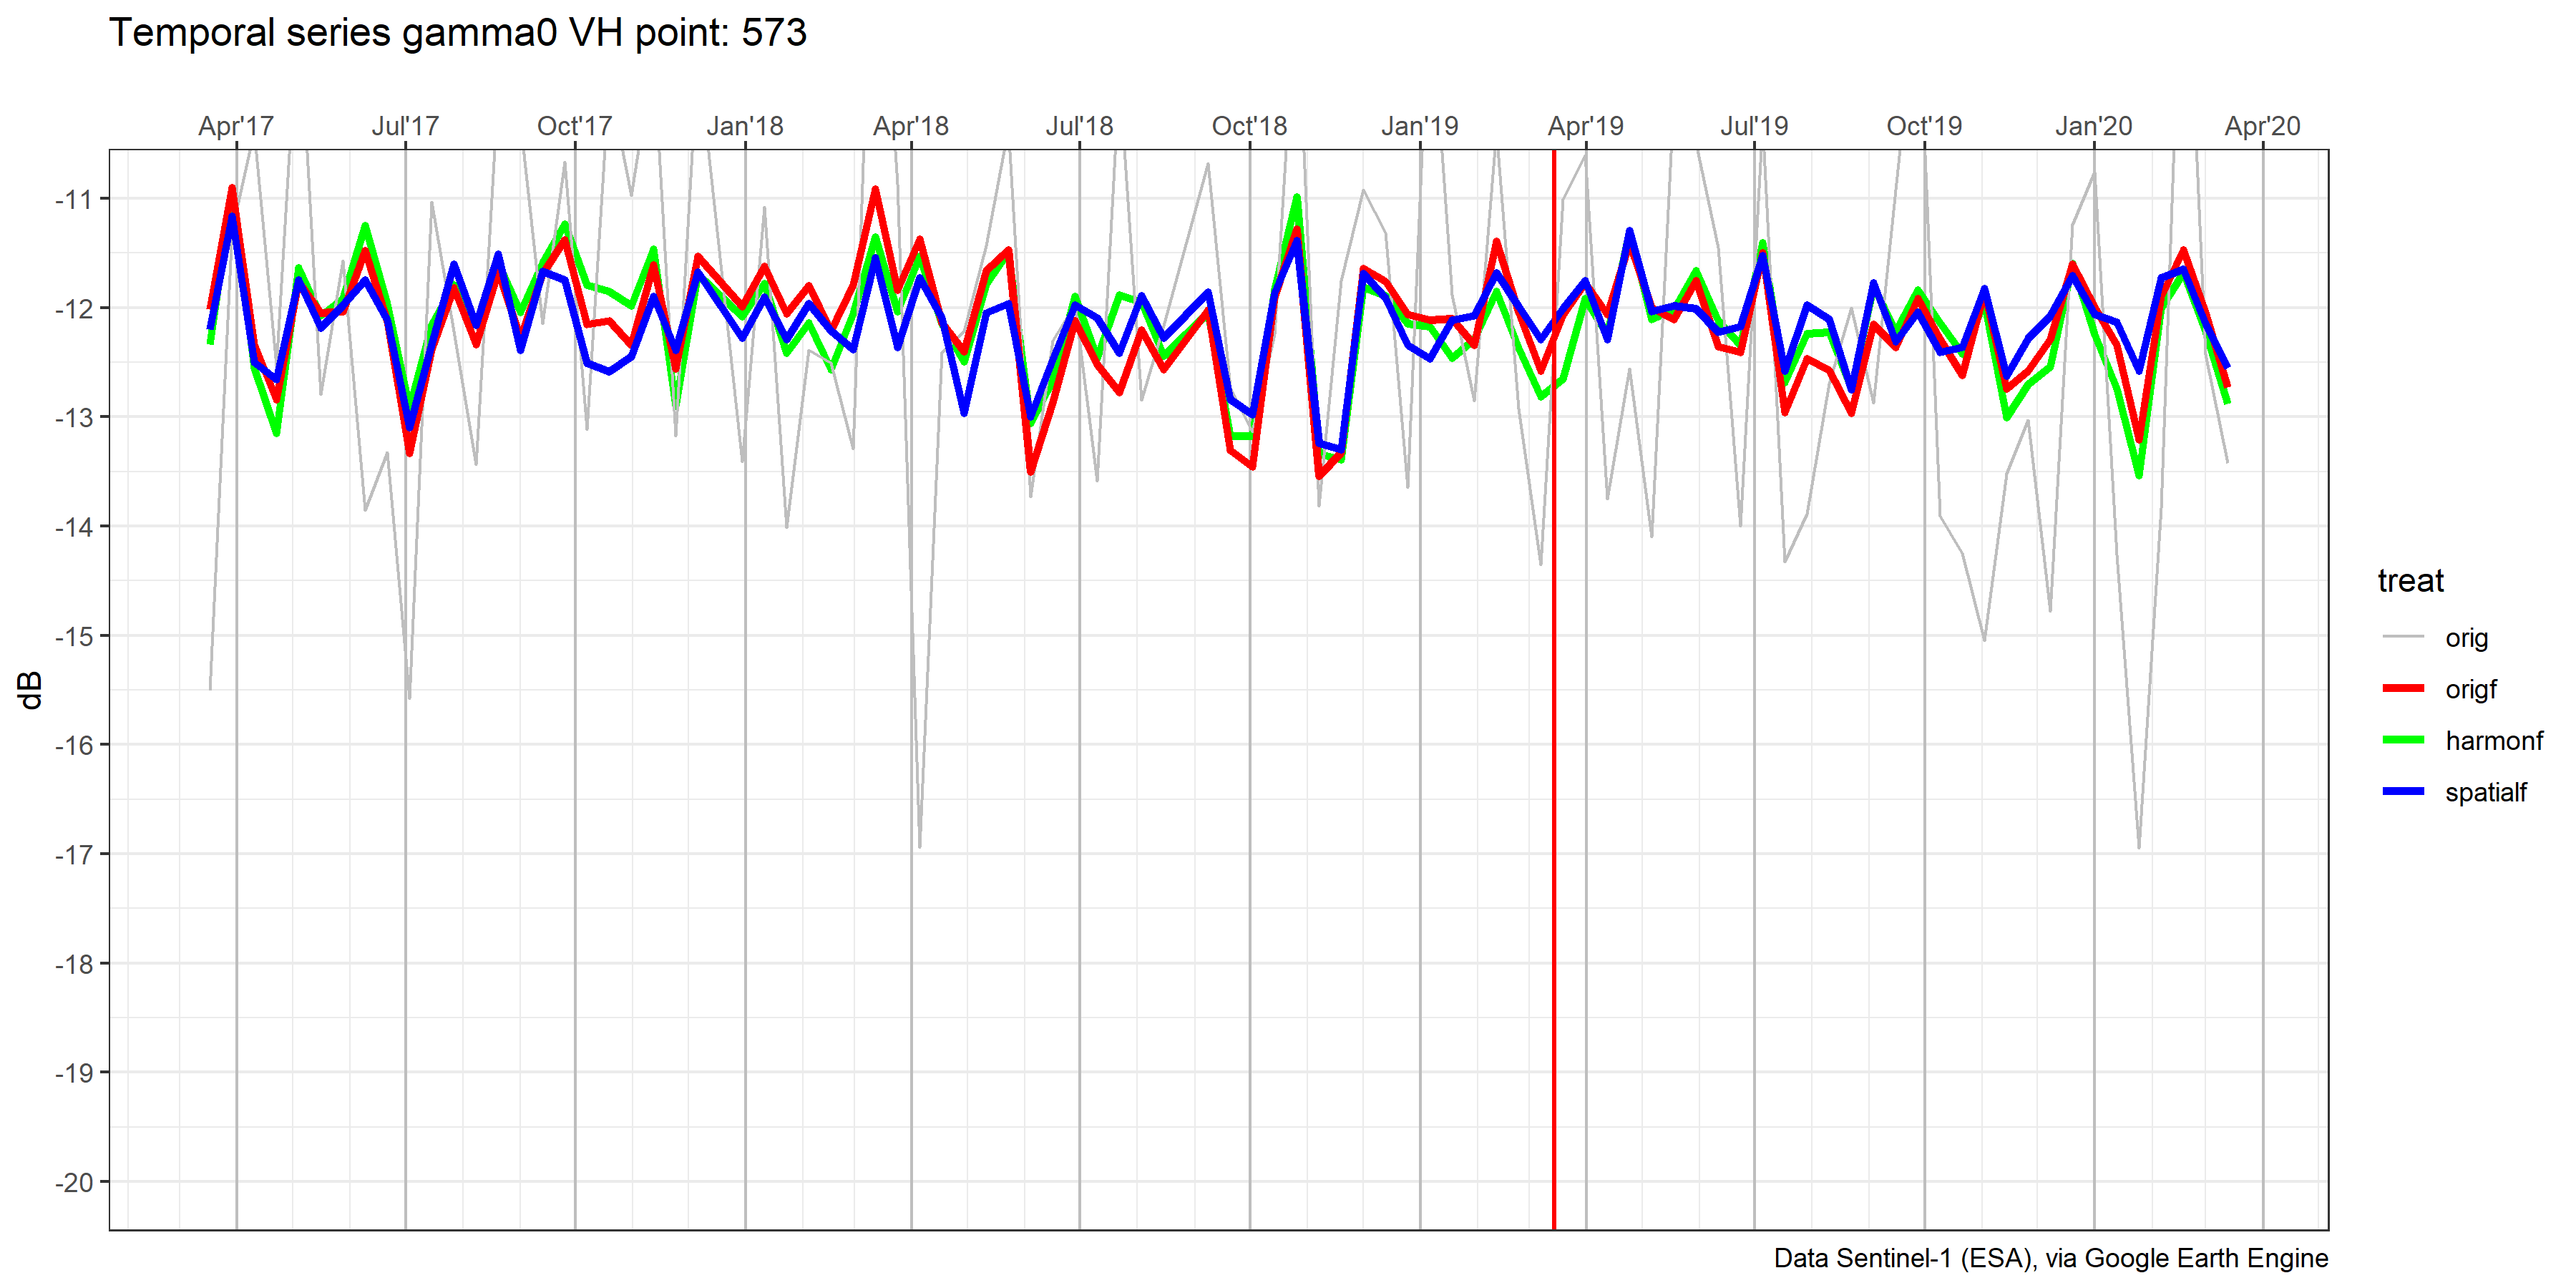 Temporal series gamma0 VH point: 573
Apr'17 Jul'17 Oct'17 Jan'18 Apr'18 Jul'18 Oct'18 Jan'19 Apr'19 Jul'19 Oct'19 Jan'20 Apr'20
-11
-12
-13
-14
-15
-16
-17
-18
-19
-20
dB
treat
orig
origf
harmonf
spatialf
Data Sentinel-1 (ESA), via Google Earth Engine